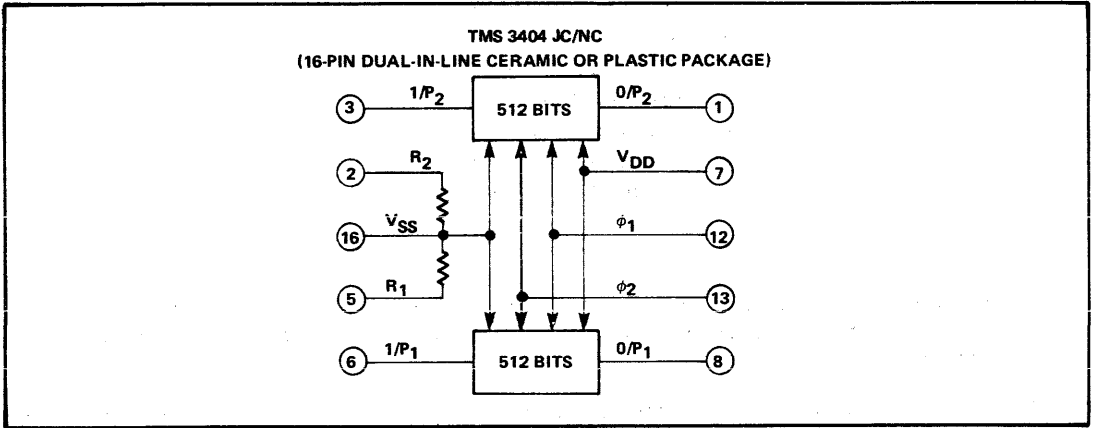 TMS 3404 JC/NC
(16-PIN DUAL-IN-LINE CERAMIC OR PLASTIC PACKAGE)
3 1/P2 512 BITS 0/P2 1
2 R2 VDD 7
16 VSS ϕ1 12
5 R1 ϕ2 13
6 1/P1 512 BITS 0/P1 8